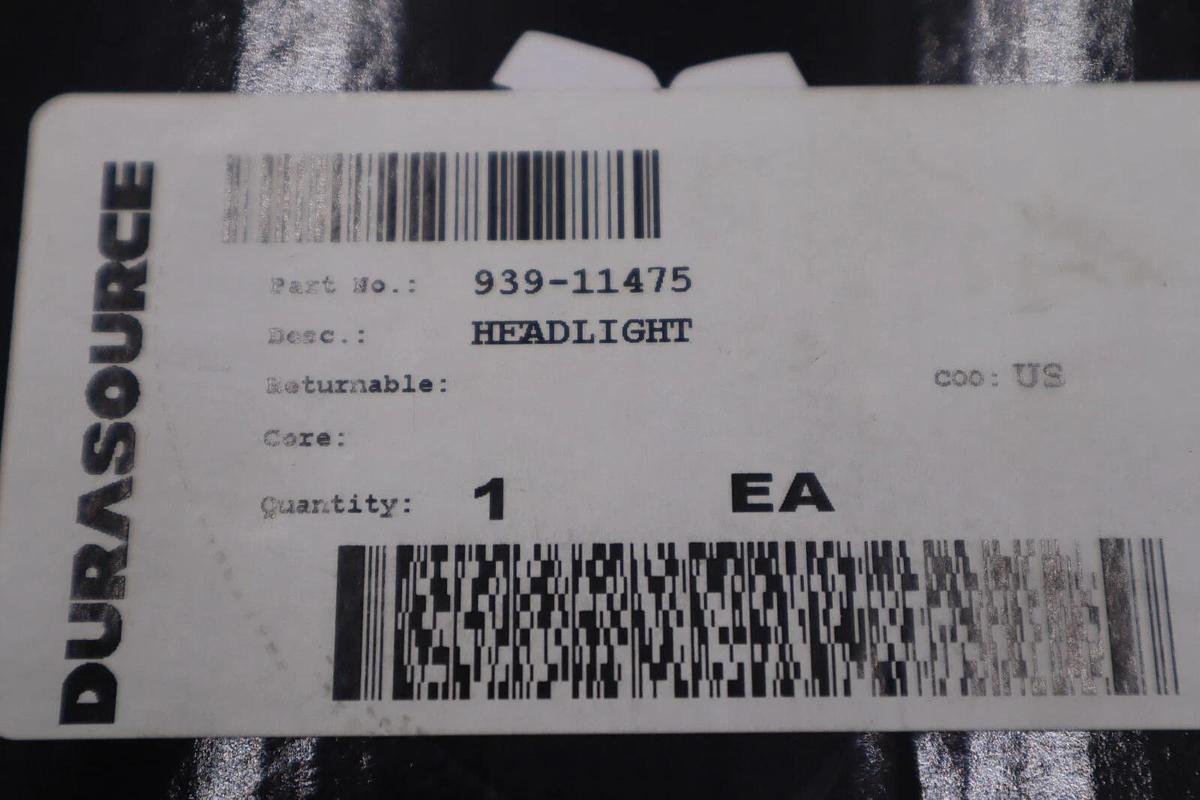 DURASOURCE
Part No.: 939-11475
Desc.: HEADLIGHT
Returnable:
COO: US
Core:
Quantity: 1 EA